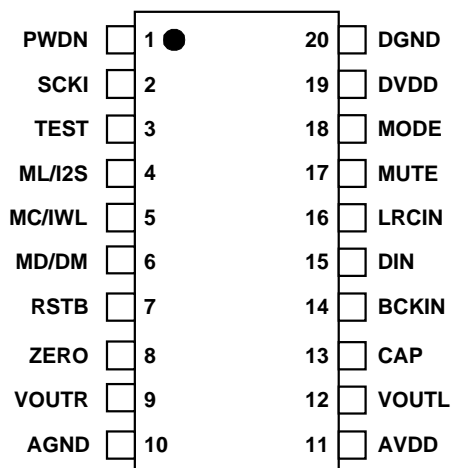 PWDN 1 20 DGND
SCKI 2 19 DVDD
TEST 3 18 MODE
ML/I2S 4 17 MUTE
MC/IWL 5 16 LRCIN
MD/DM 6 15 DIN
RSTB 7 14 BCKIN
ZERO 8 13 CAP
VOUTR 9 12 VOUTL
AGND 10 11 AVDD